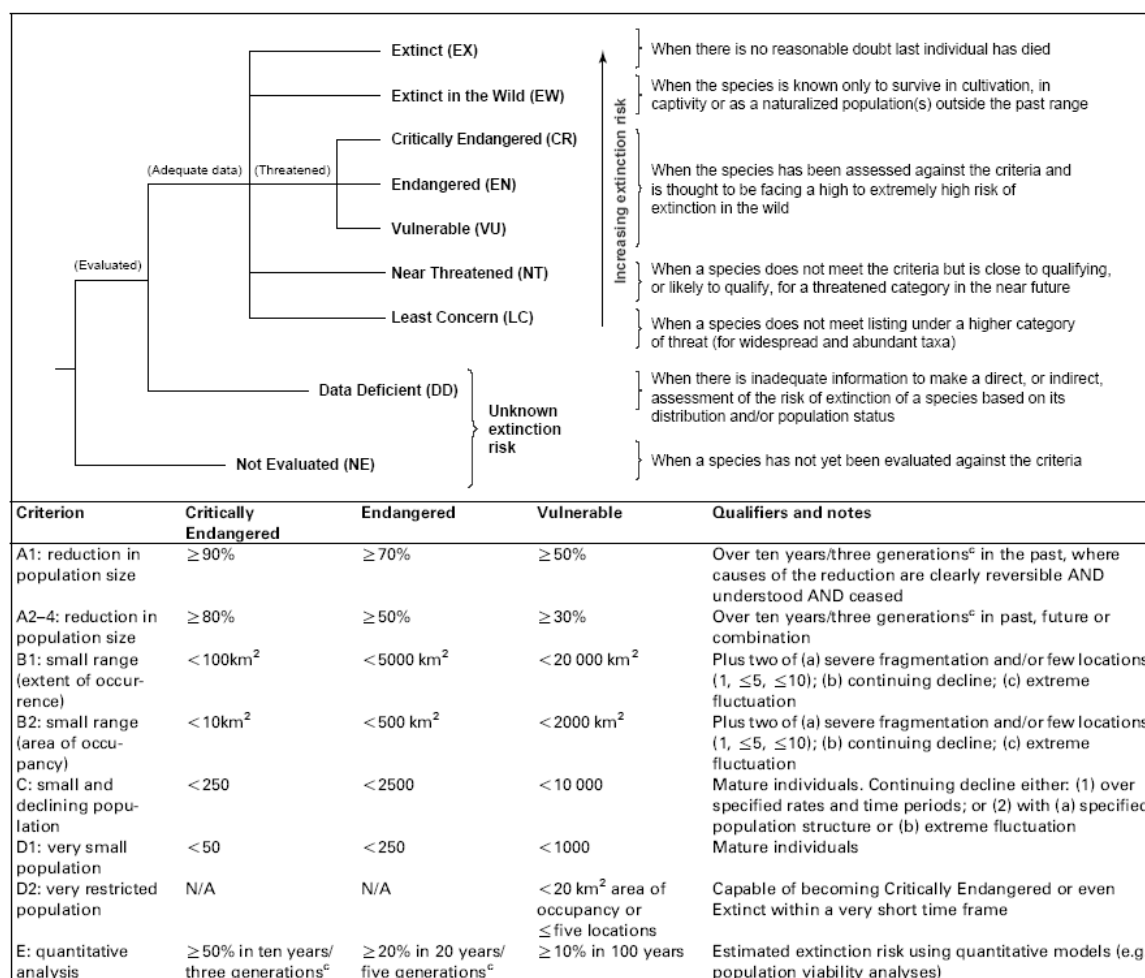 Extinct (EX)
When there is no reasonable doubt last individual has died
Extinct in the Wild (EW)
When the species is known only to survive in cultivation, in
captivity or as a naturalized population(s) outside the past range
Critically Endangered (CR)
(Adequate data)
(Threatened)
Endangered (EN)
Vulnerable (VU)
When the species has been assessed against the criteria and
is thought to be facing a high to extremely high risk of
extinction in the wild
Increasing extinction risk
(Evaluated)
Near Threatened (NT)
When a species does not meet the criteria but is close to qualifying,
or likely to qualify, for a threatened category in the near future
Least Concern (LC)
When a species does not meet listing under a higher category
of threat (for widespread and abundant taxa)
Data Deficient (DD)
Unknown
extinction
risk
When there is inadequate information to make a direct, or indirect,
assessment of the risk of extinction of a species based on its
distribution and/or population status
Not Evaluated (NE)
When a species has not yet been evaluated against the criteria
Criterion Critically Endangered Vulnerable Qualifiers and notes
Endangered
A1: reduction in ≥90% ≥70% ≥50% Over ten years/three generationsᶜ in the past, where
population size causes of the reduction are clearly reversible AND
understood AND ceased
A2–4: reduction in ≥80% ≥50% ≥30% Over ten years/three generationsᶜ in past, future or
population size combination
B1: small range <100km² <5000 km² <20 000 km² Plus two of (a) severe fragmentation and/or few locations
(extent of occur- (1, ≤5, ≤10); (b) continuing decline; (c) extreme
rence) fluctuation
B2: small range <10km² <500 km² <2000 km² Plus two of (a) severe fragmentation and/or few locations
(area of occu- (1, ≤5, ≤10); (b) continuing decline; (c) extreme
pancy) fluctuation
C: small and <250 <2500 <10 000 Mature individuals. Continuing decline either: (1) over
declining popu- specified rates and time periods; or (2) with (a) specified
lation population structure or (b) extreme fluctuation
D1: very small <50 <250 <1000 Mature individuals
population
D2: very restricted N/A N/A <20 km² area of Capable of becoming Critically Endangered or even
population occupancy or Extinct within a very short time frame
≤five locations
E: quantitative ≥50% in ten years/ ≥20% in 20 years/ ≥10% in 100 years Estimated extinction risk using quantitative models (e.g
analysis three generationsᶜ five generationsᶜ population viability analyses)